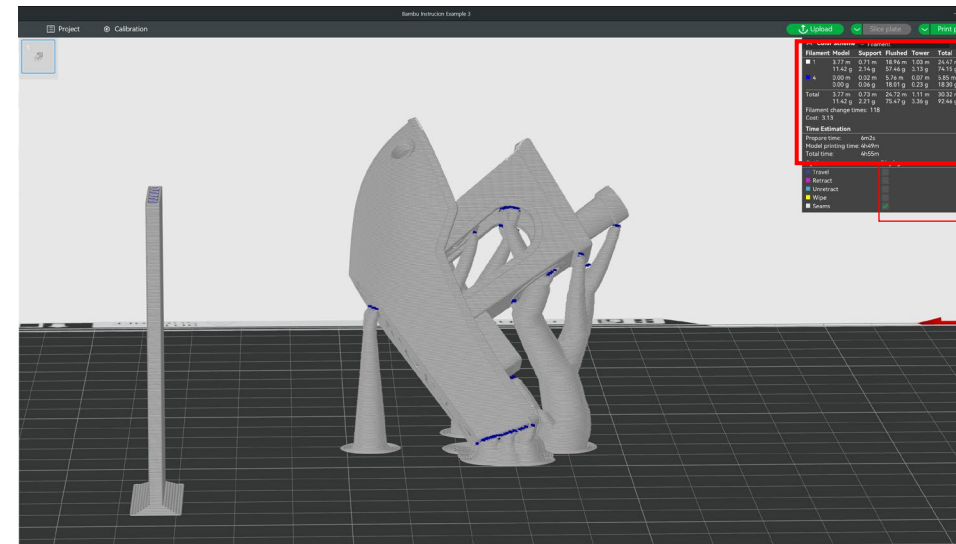 Bambu Instrucion Example 3
Project Calibration Upload Slice plate Print p
Color Scheme Filament
Filament Model Support Flushed Tower Total
1 3.77 m 0.71 m 18.96 m 1.03 m 24.47 m
11.42 g 2.14 g 57.46 g 3.13 g 74.15 g
4 0.00 m 0.02 m 5.76 m 0.07 m 5.85 m
0.00 g 0.06 g 18.01 g 0.23 g 18.30 g
Total 3.77 m 0.73 m 24.72 m 1.11 m 30.32 m
11.42 g 2.21 g 75.47 g 3.36 g 92.46 g
Filament change times: 118
Cost: 3.13
Time Estimation
Prepare time: 6m2s
Model printing time: 4h49m
Total time: 4h55m
Travel
Retract
Unretract
Wipe
Seams